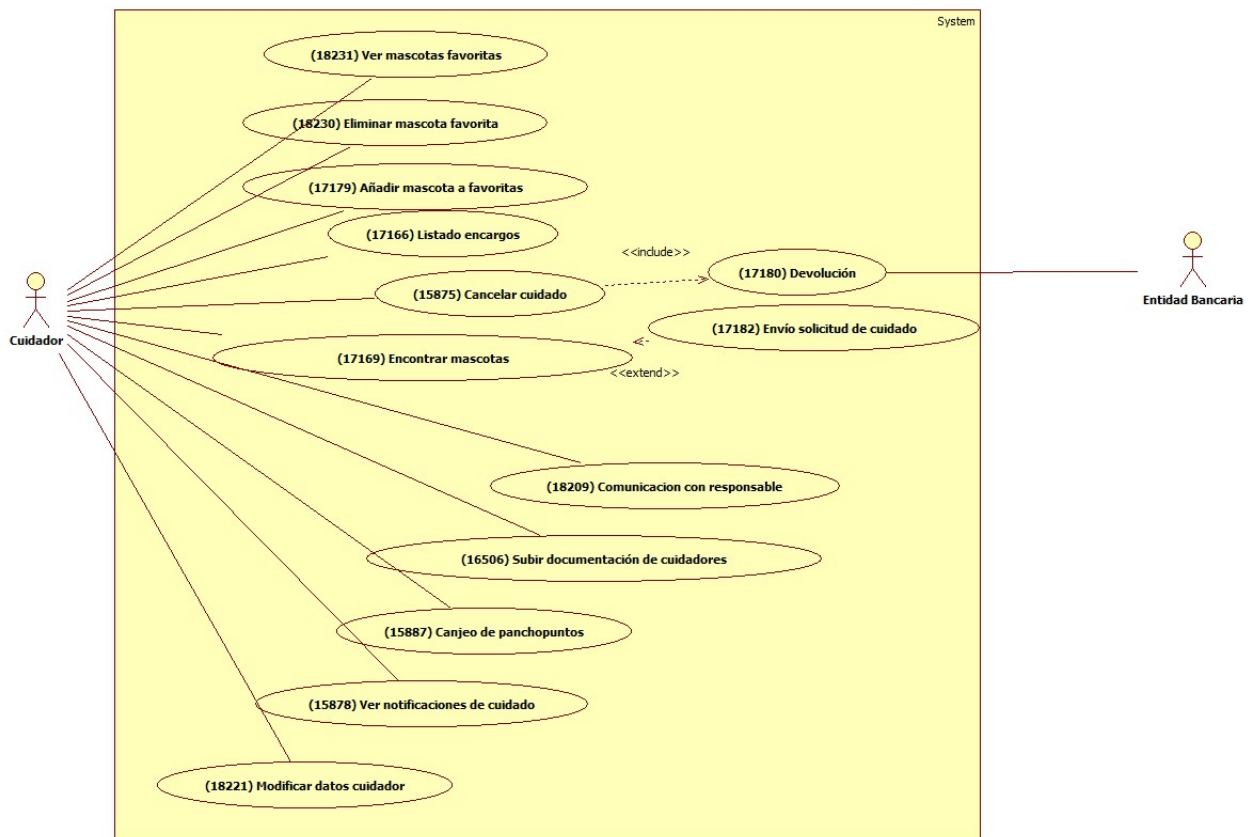 System
(18231) Ver mascotas favoritas
(18230) Eliminar mascota favorita
(17179) Añadir mascota a favoritas
(17166) Listado encargos
<<include>>
(17180) Devolución
(15875) Cancelar cuidado
Entidad Bancaria
(17182) Envío solicitud de cuidado
Cuidador
(17169) Encontrar mascotas
<<extend>>
(18209) Comunicacion con responsable
(16506) Subir documentación de cuidadores
(15887) Canjeo de panchopuntos
(15878) Ver notificaciones de cuidado
(18221) Modificar datos cuidador